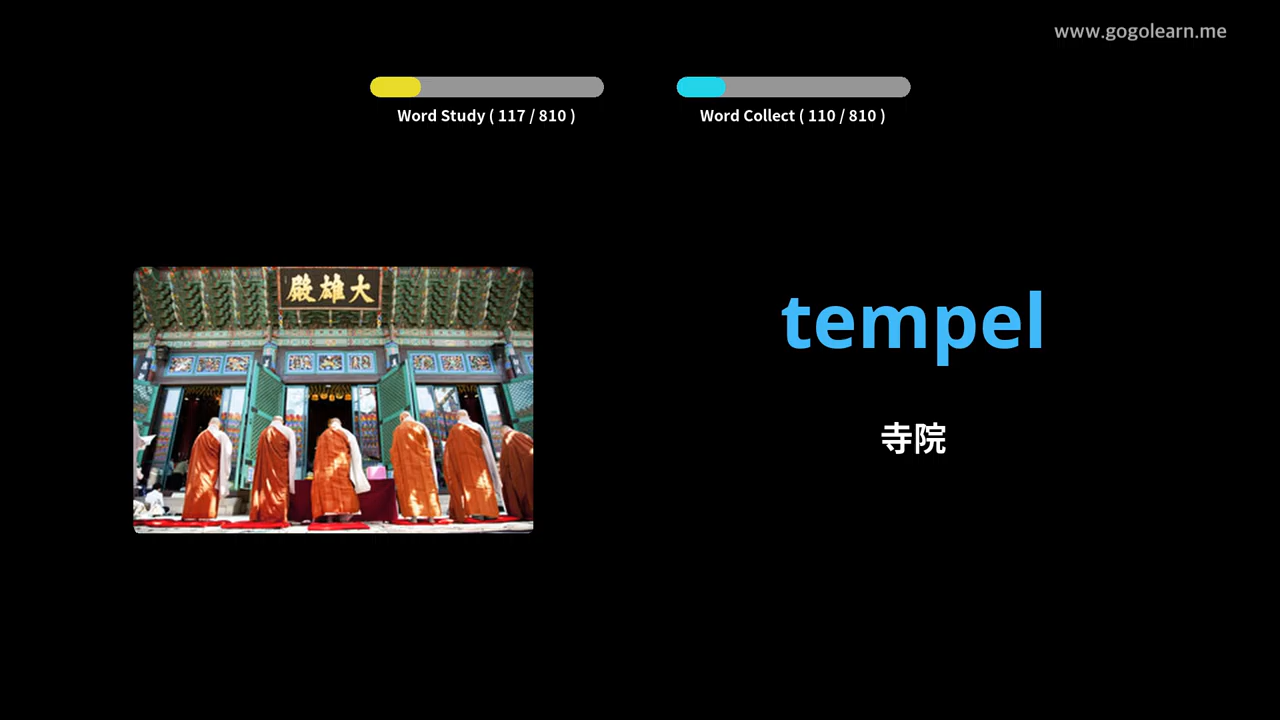 www.gogolearn.me
Word Study ( 117 / 810 )
Word Collect ( 110 / 810 )
殿雄大
tempel
寺院